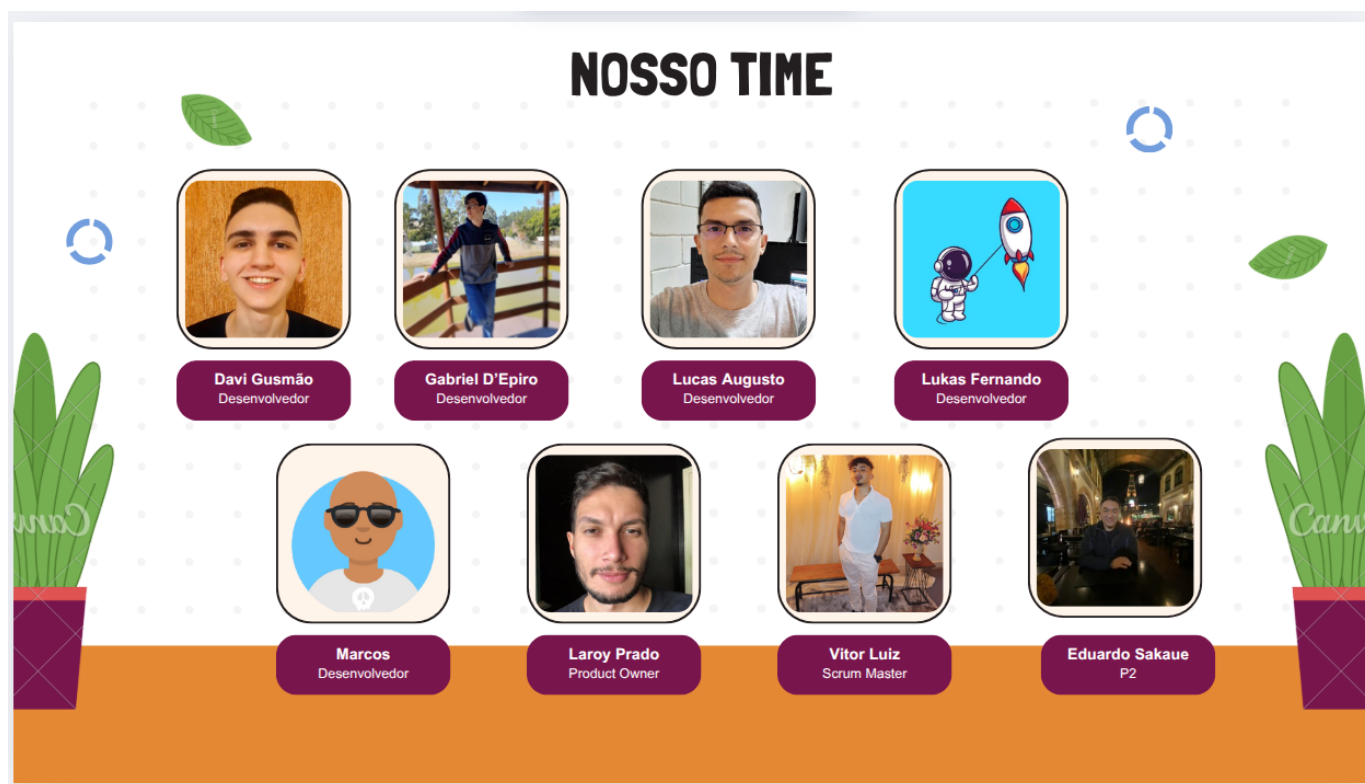 NOSSO TIME
Davi Gusmão
Desenvolvedor
Gabriel D'Epiro
Desenvolvedor
Lucas Augusto
Desenvolvedor
Lukas Fernando
Desenvolvedor
Marcos
Desenvolvedor
Laroy Prado
Product Owner
Vitor Luiz
Scrum Master
Eduardo Sakaue
P2